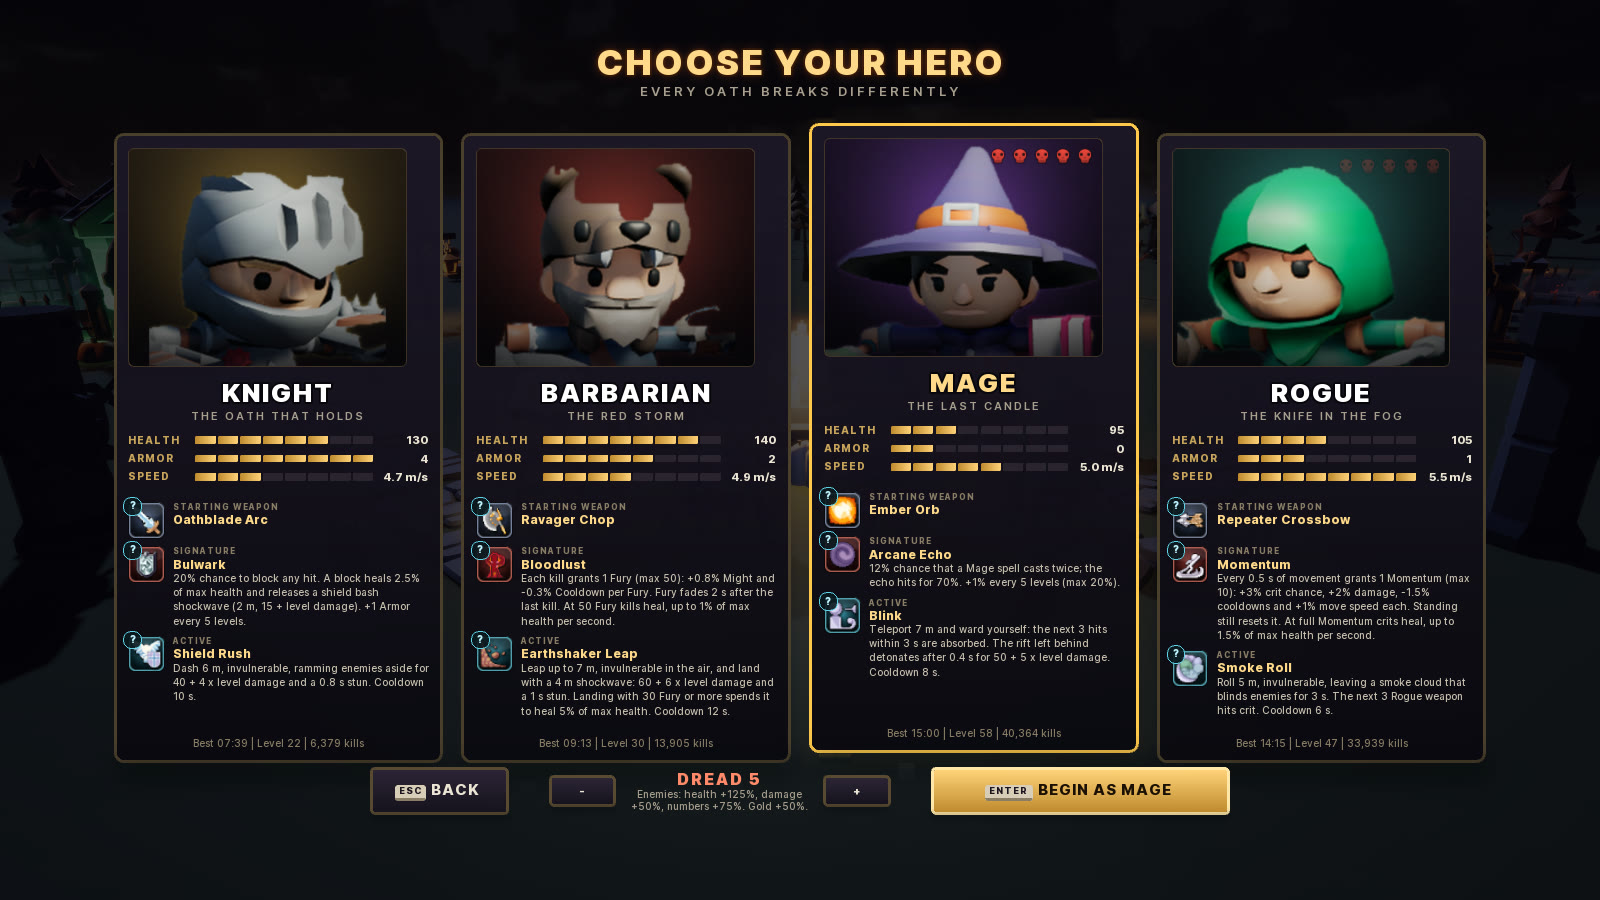 CHOOSE YOUR HERO
EVERY OATH BREAKS DIFFERENTLY
KNIGHT
THE OATH THAT HOLDS
HEALTH 130
ARMOR 4
SPEED 4.7 m/s
?
STARTING WEAPON
Oathblade Arc
?
SIGNATURE
Bulwark
20% chance to block any hit. A block heals 2.5%
of max health and releases a shield bash
shockwave (2 m, 15 + level damage). +1 Armor
every 5 levels.
?
ACTIVE
Shield Rush
Dash 6 m, invulnerable, ramming enemies aside for
40 + 4 x level damage and a 0.8 s stun. Cooldown
10 s.
Best 07:39 | Level 22 | 6,379 kills
BARBARIAN
THE RED STORM
HEALTH 140
ARMOR 2
SPEED 4.9 m/s
?
STARTING WEAPON
Ravager Chop
?
SIGNATURE
Bloodlust
Each kill grants 1 Fury (max 50): +0.8% Might and
-0.3% Cooldown per Fury. Fury fades 2 s after the
last kill. At 50 Fury kills heal, up to 1% of max
health per second.
?
ACTIVE
Earthshaker Leap
Leap up to 7 m, invulnerable in the air, and land
with a 4 m shockwave: 60 + 6 x level damage and
a 1 s stun. Landing with 30 Fury or more spends it
to heal 5% of max health. Cooldown 12 s.
Best 09:13 | Level 30 | 13,905 kills
MAGE
THE LAST CANDLE
HEALTH 95
ARMOR 0
SPEED 5.0 m/s
?
STARTING WEAPON
Ember Orb
?
SIGNATURE
Arcane Echo
12% chance that a Mage spell casts twice; the
echo hits for 70%. +1% every 5 levels (max 20%).
?
ACTIVE
Blink
Teleport 7 m and ward yourself: the next 3 hits
within 3 s are absorbed. The rift left behind
detonates after 0.4 s for 50 + 5 x level damage.
Cooldown 8 s.
Best 15:00 | Level 58 | 40,364 kills
ROGUE
THE KNIFE IN THE FOG
HEALTH 105
ARMOR 1
SPEED 5.5 m/s
?
STARTING WEAPON
Repeater Crossbow
?
SIGNATURE
Momentum
Every 0.5 s of movement grants 1 Momentum (max
10): +3% crit chance, +2% damage, -1.5%
cooldowns and +1% move speed each. Standing
still resets it. At full Momentum crits heal, up to
1.5% of max health per second.
?
ACTIVE
Smoke Roll
Roll 5 m, invulnerable, leaving a smoke cloud that
blinds enemies for 3 s. The next 3 Rogue weapon
hits crit. Cooldown 6 s.
Best 14:15 | Level 47 | 33,939 kills
ESC BACK
-
DREAD 5
Enemies: health +125%, damage
+50%, numbers +75%. Gold +50%.
+
ENTER BEGIN AS MAGE